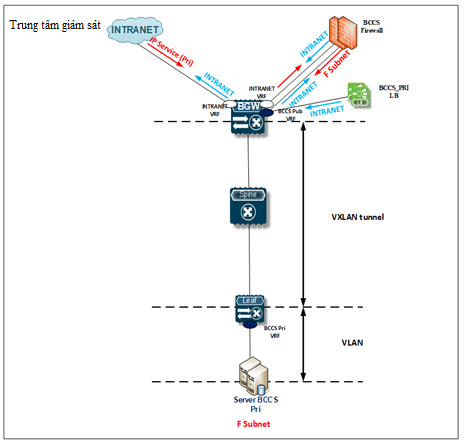 Trung tâm giám sát
INTRANET
BCCS
Firewall
IP Service (Pri)
INTRANET
INTRANET
F Subnet
INTRANET
BCCS_PRI
LB
INTRANET
INTRANET
VRF
INTRANET
VRF
BGW
BCCS Pub
VRF
Spine
VXLAN tunnel
Leaf
BCCS Pri
VRF
VLAN
Server BCCS
Pri
F Subnet